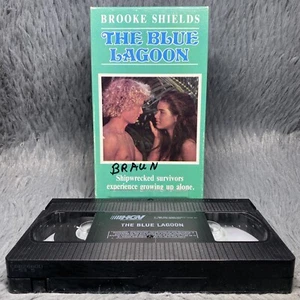 BROOKE SHIELDS
THE BLUE
LAGOON
BRAUN
Shipwrecked survivors
experience growing up alone.
THE BLUE LAGOON